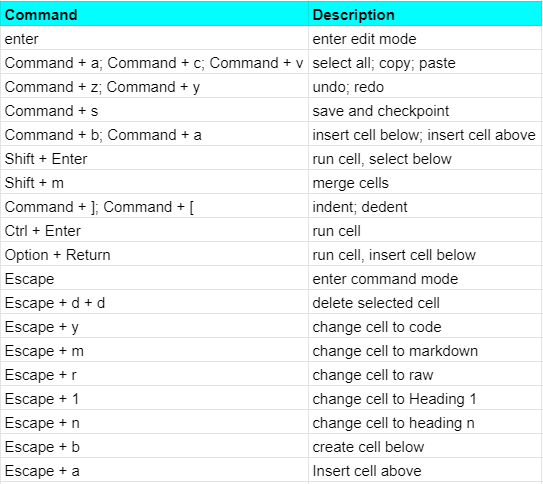 Command Description
enter enter edit mode
Command + a; Command + c; Command + v select all; copy; paste
Command + z; Command + y undo; redo
Command + s save and checkpoint
Command + b; Command + a insert cell below; insert cell above
Shift + Enter run cell, select below
Shift + m merge cells
Command + ]; Command + [ indent; dedent
Ctrl + Enter run cell
Option + Return run cell, insert cell below
Escape enter command mode
Escape + d + d delete selected cell
Escape + y change cell to code
Escape + m change cell to markdown
Escape + r change cell to raw
Escape + 1 change cell to Heading 1
Escape + n change cell to heading n
Escape + b create cell below
Escape + a Insert cell above